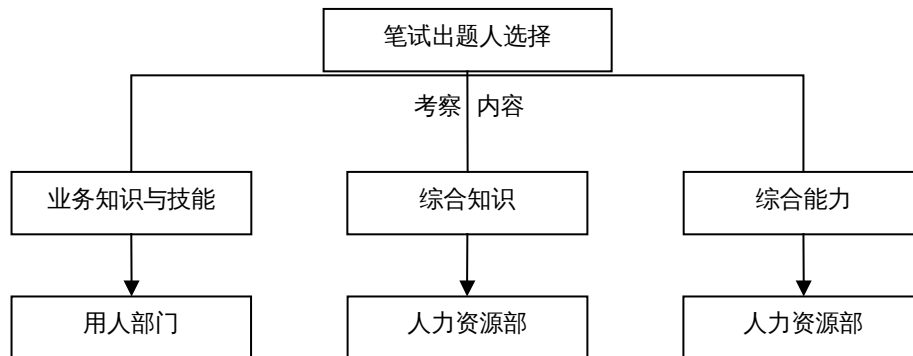 笔试出题人选择
考察 内容
业务知识与技能
综合知识
综合能力
用人部门
人力资源部
人力资源部